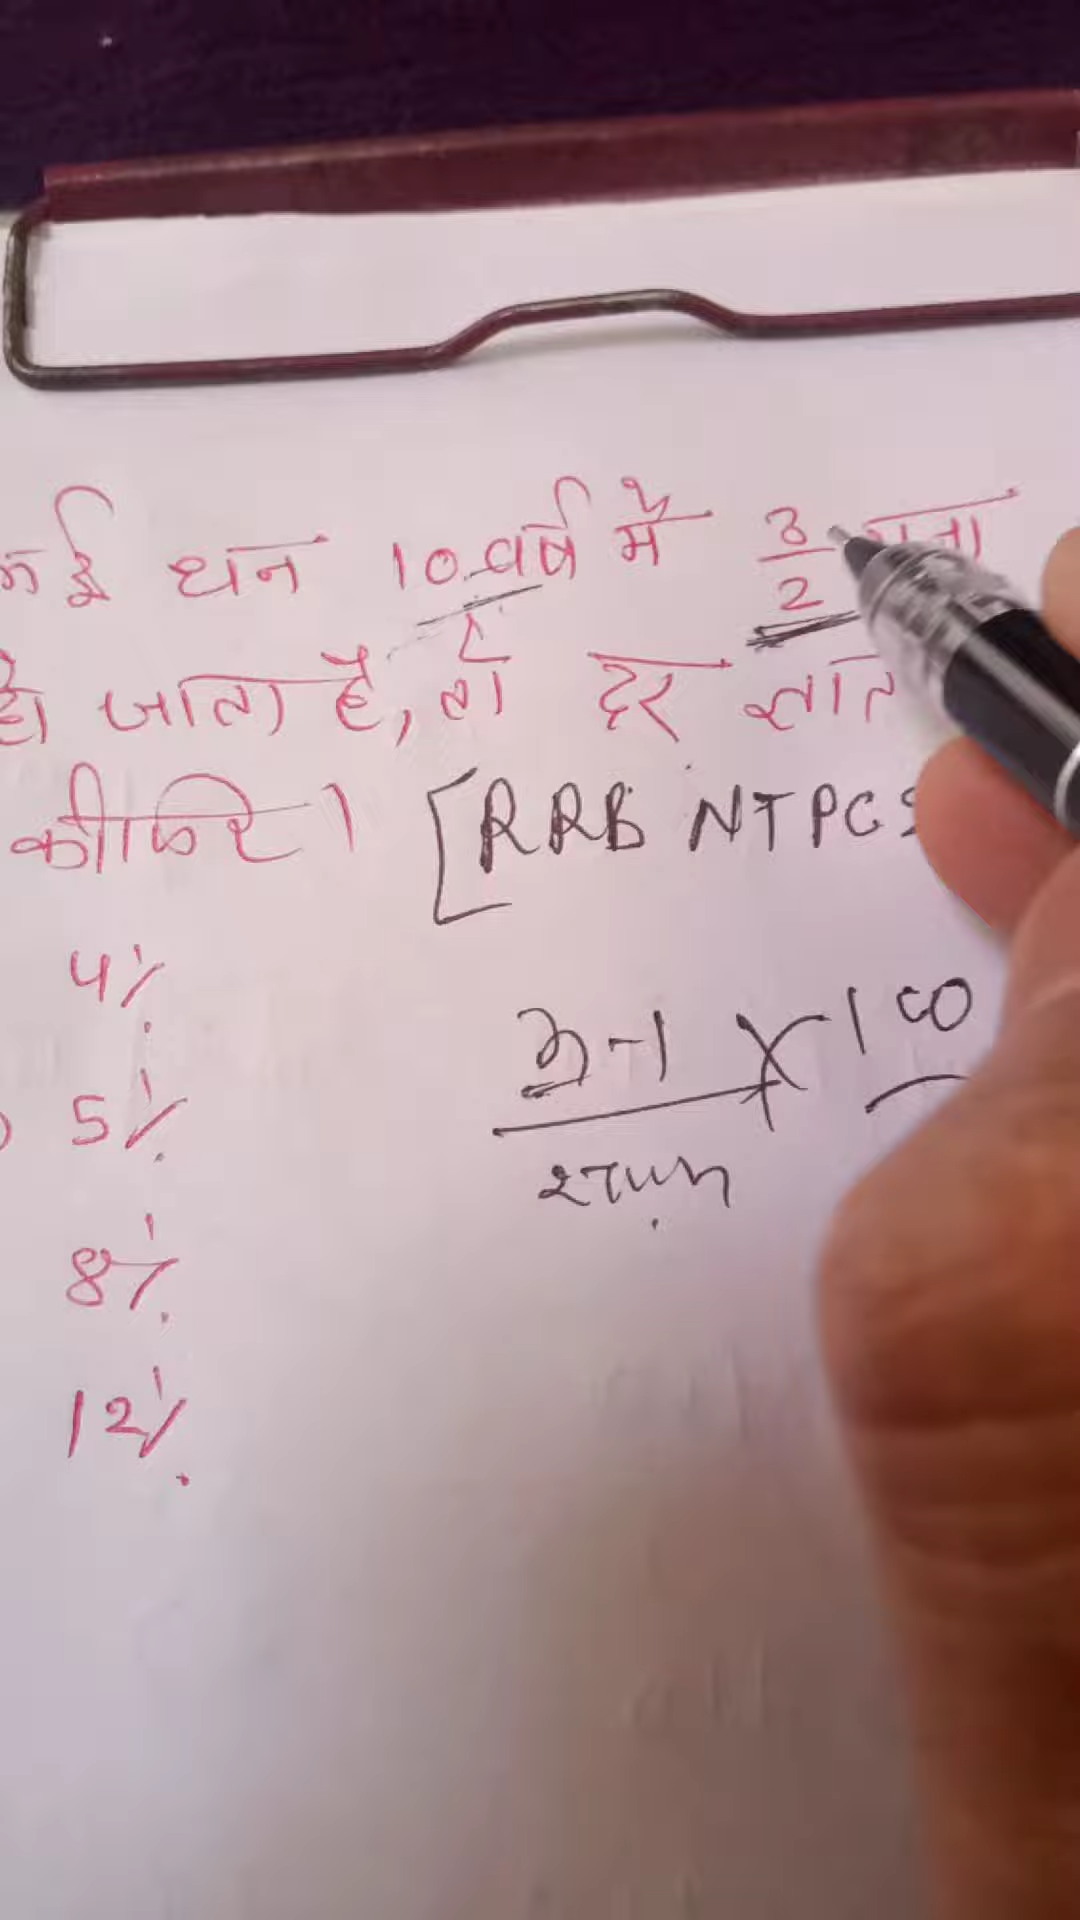 धन 10 वर्ष में 3/2 गुना
हो जाता है, तो दर ज्ञात
कीजिए। [RRB NTPC
4%
5%
8%
12%
-1 × 100
समय